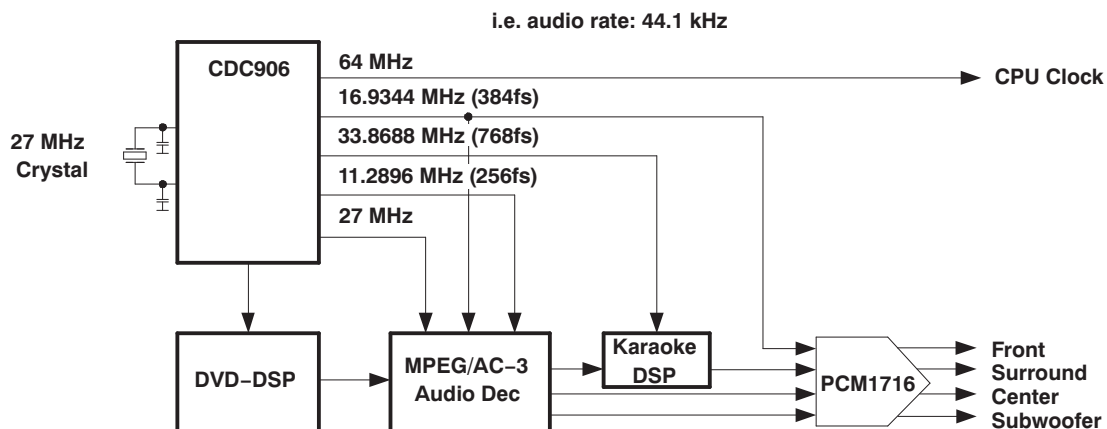 i.e. audio rate: 44.1 kHz
CDC906
64 MHz
CPU Clock
16.9344 MHz (384fs)
33.8688 MHz (768fs)
27 MHz
Crystal
11.2896 MHz (256fs)
27 MHz
DVD−DSP
MPEG/AC−3
Audio Dec
Karaoke
DSP
PCM1716
Front
Surround
Center
Subwoofer